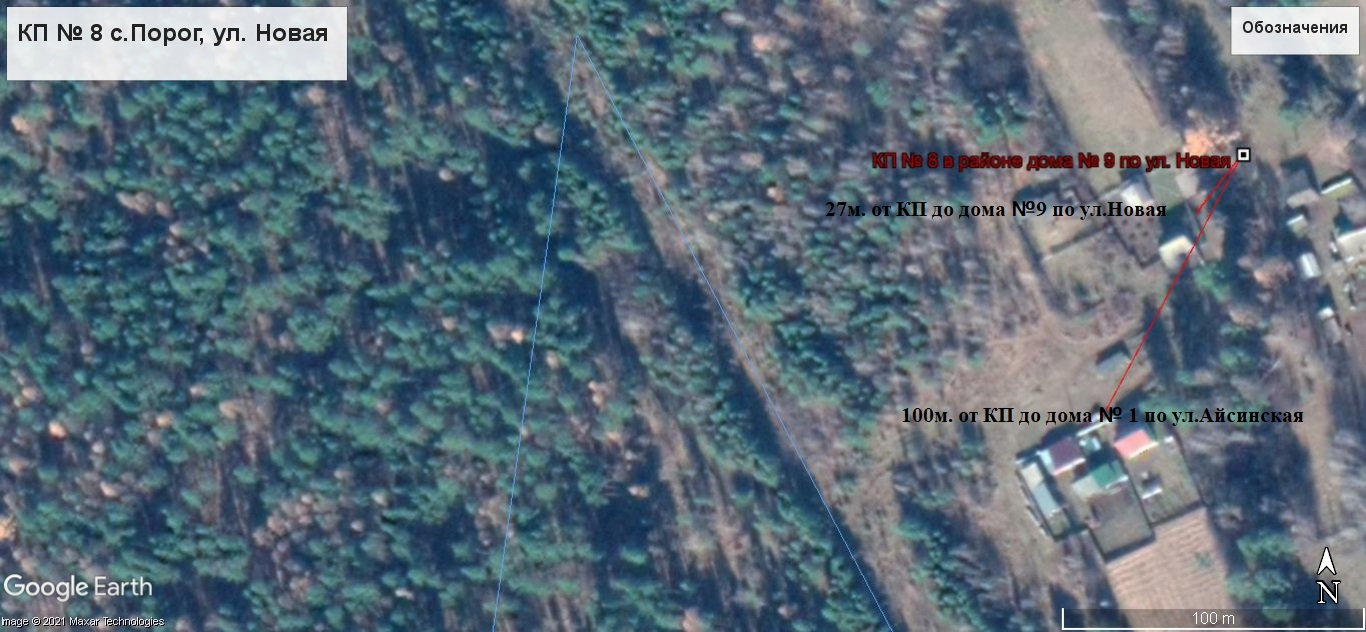 КП № 8 с.Порог, ул. Новая
Обозначения
КП № 8 в районе дома № 9 по ул. Новая
27м. от КП до дома №9 по ул.Новая
100м. от КП до дома № 1 по ул.Айсинская
Google Earth
Image © 2021 Maxar Technologies
N
100 m